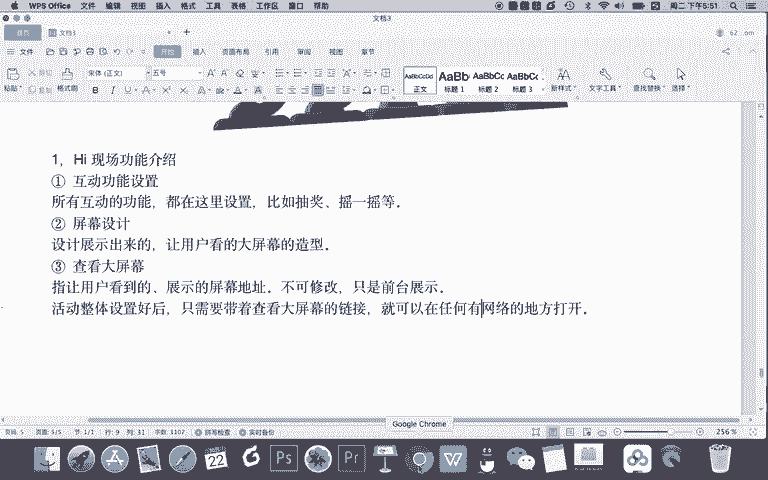 WPS Office 文件 编辑 视图 插入 格式 工具 表格 工作区 窗口 帮助 周二 下午5:51
文档3
首页 文档3
文件 开始 插入 页面布局 引用 审阅 视图 章节
粘贴 剪切 复制 格式刷 宋体 (正文) 五号 AaBbCcDd 正文 AaBb 标题 1 AaBbCc 标题 2 AaBbCc 标题 3 新样式 文字工具 查找替换 选择
1，Hi 现场功能介绍
① 互动功能设置
所有互动的功能，都在这里设置，比如抽奖、摇一摇等。
② 屏幕设计
设计展示出来的，让用户看的大屏幕的造型。
③ 查看大屏幕
指让用户看到的、展示的屏幕地址。不可修改，只是前台展示。
活动整体设置好后，只需要带着查看大屏幕的链接，就可以在任何有网络的地方打开。
Google Chrome
页码: 5 页面: 5/5 节: 1/1 行: 9 列: 31 字数: 1107 拼写检查 实时备份 256 %
22 Ps Pr W